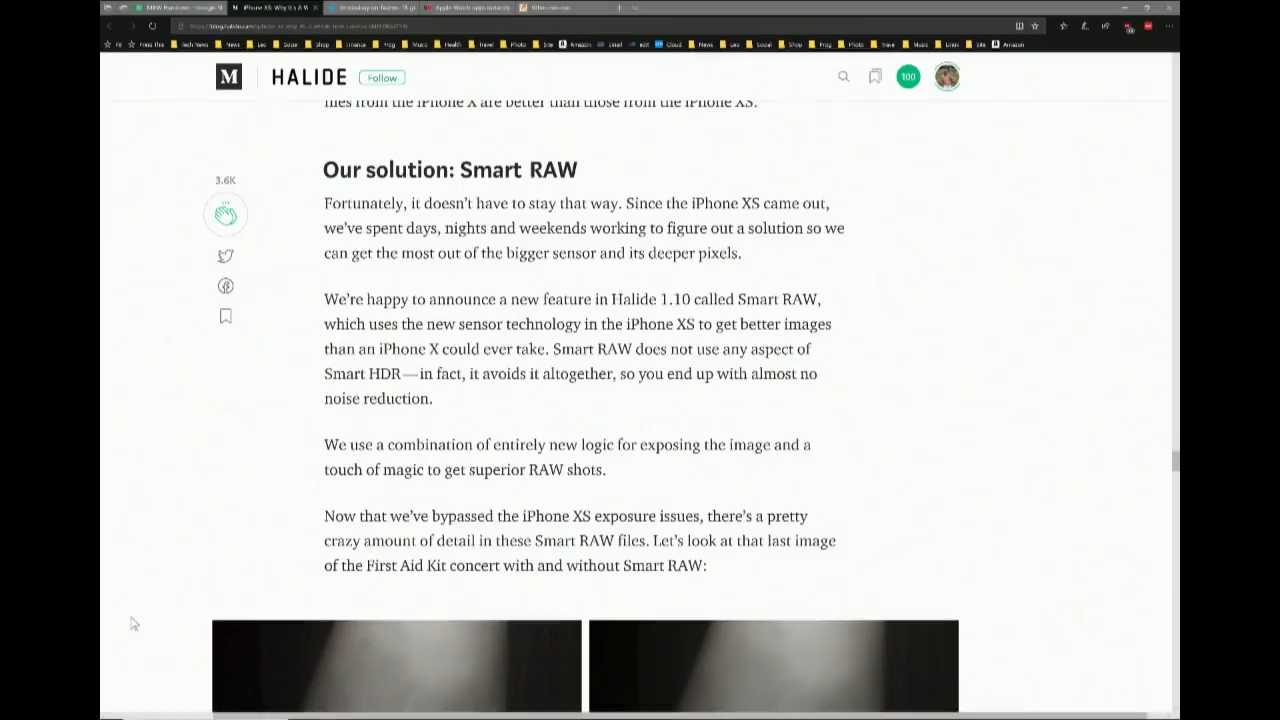 iPhone XS: Why It's A W
Apple Watch apps instantly
M HALIDE Follow
100
files from the iPhone X are better than those from the iPhone XS.
Our solution: Smart RAW
3.6K
Fortunately, it doesn't have to stay that way. Since the iPhone XS came out,
we've spent days, nights and weekends working to figure out a solution so we
can get the most out of the bigger sensor and its deeper pixels.
We're happy to announce a new feature in Halide 1.10 called Smart RAW,
which uses the new sensor technology in the iPhone XS to get better images
than an iPhone X could ever take. Smart RAW does not use any aspect of
Smart HDR — in fact, it avoids it altogether, so you end up with almost no
noise reduction.
We use a combination of entirely new logic for exposing the image and a
touch of magic to get superior RAW shots.
Now that we've bypassed the iPhone XS exposure issues, there's a pretty
crazy amount of detail in these Smart RAW files. Let's look at that last image
of the First Aid Kit concert with and without Smart RAW: